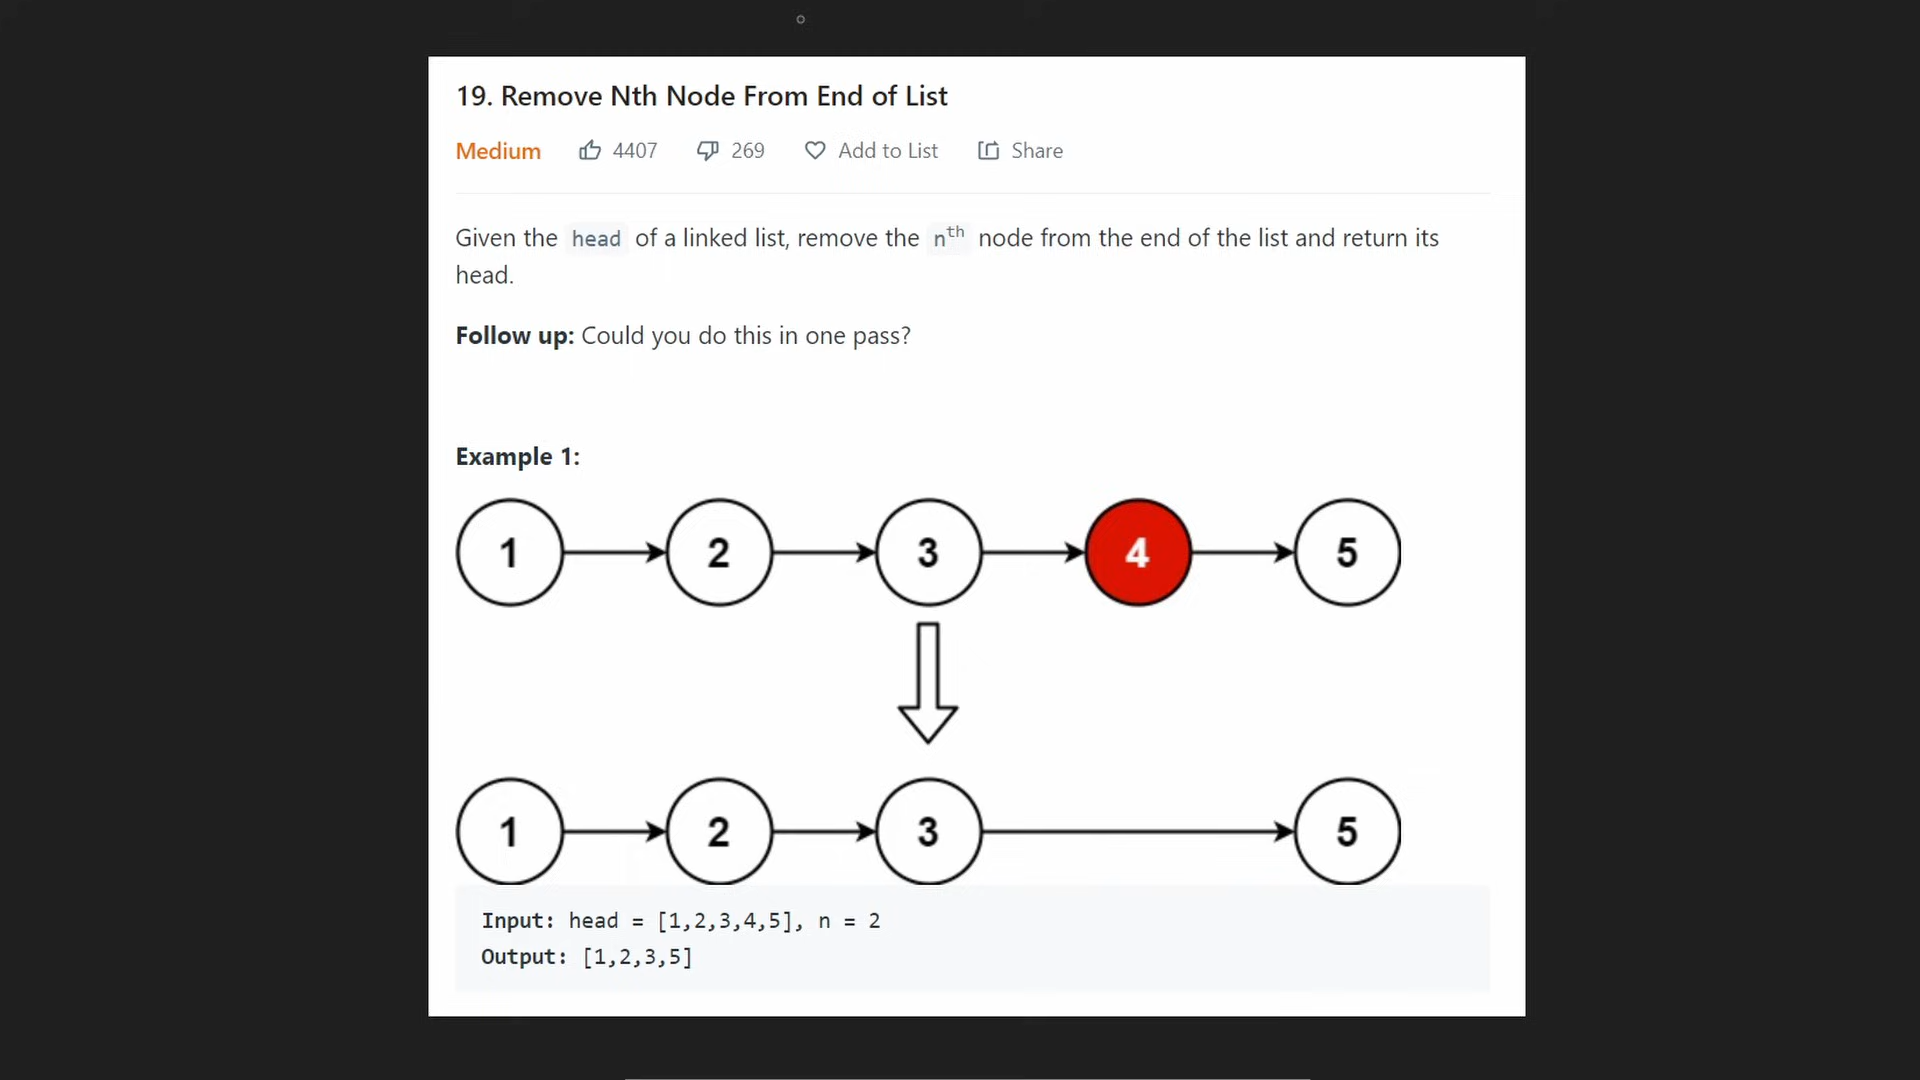 19. Remove Nth Node From End of List
Medium 4407 269 Add to List Share
Given the head of a linked list, remove the nth node from the end of the list and return its
head.
Follow up: Could you do this in one pass?
Example 1:
1 2 3 4 5
1 2 3 5
Input: head = [1,2,3,4,5], n = 2
Output: [1,2,3,5]